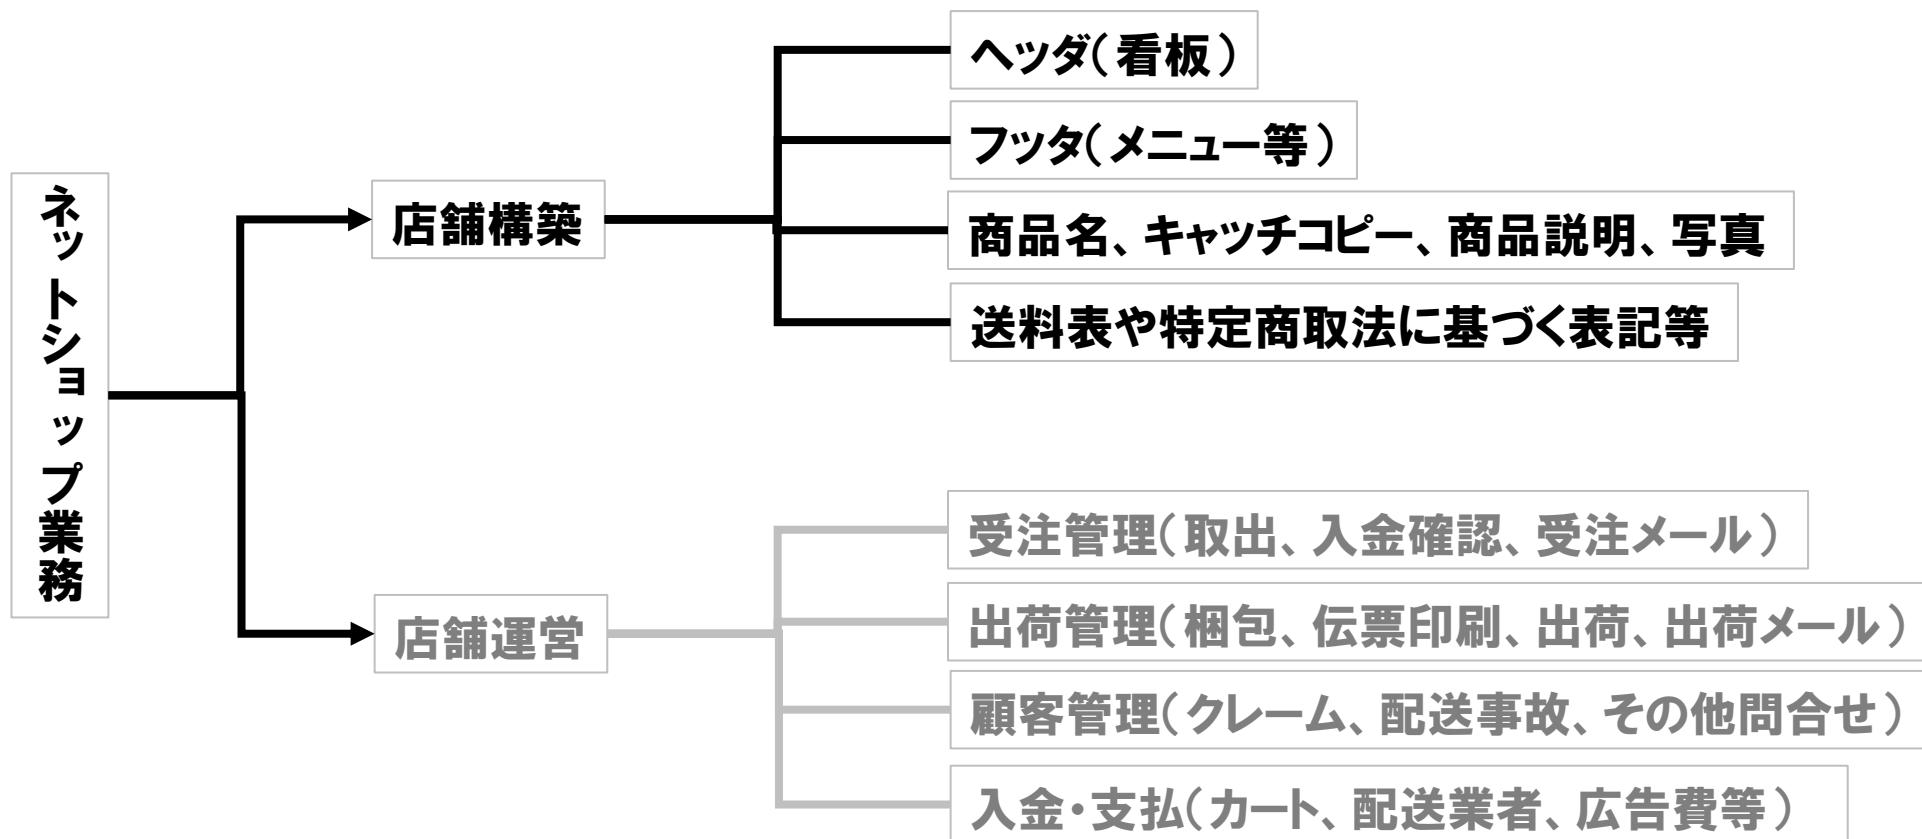 ネットショップ業務
店舗構築
ヘッダ(看板)
フッタ(メニュー等)
商品名、キャッチコピー、商品説明、写真
送料表や特定商取法に基づく表記等
店舗運営
受注管理(取出、入金確認、受注メール)
出荷管理(梱包、伝票印刷、出荷、出荷メール)
顧客管理(クレーム、配送事故、その他問合せ)
入金・支払(カート、配送業者、広告費等)